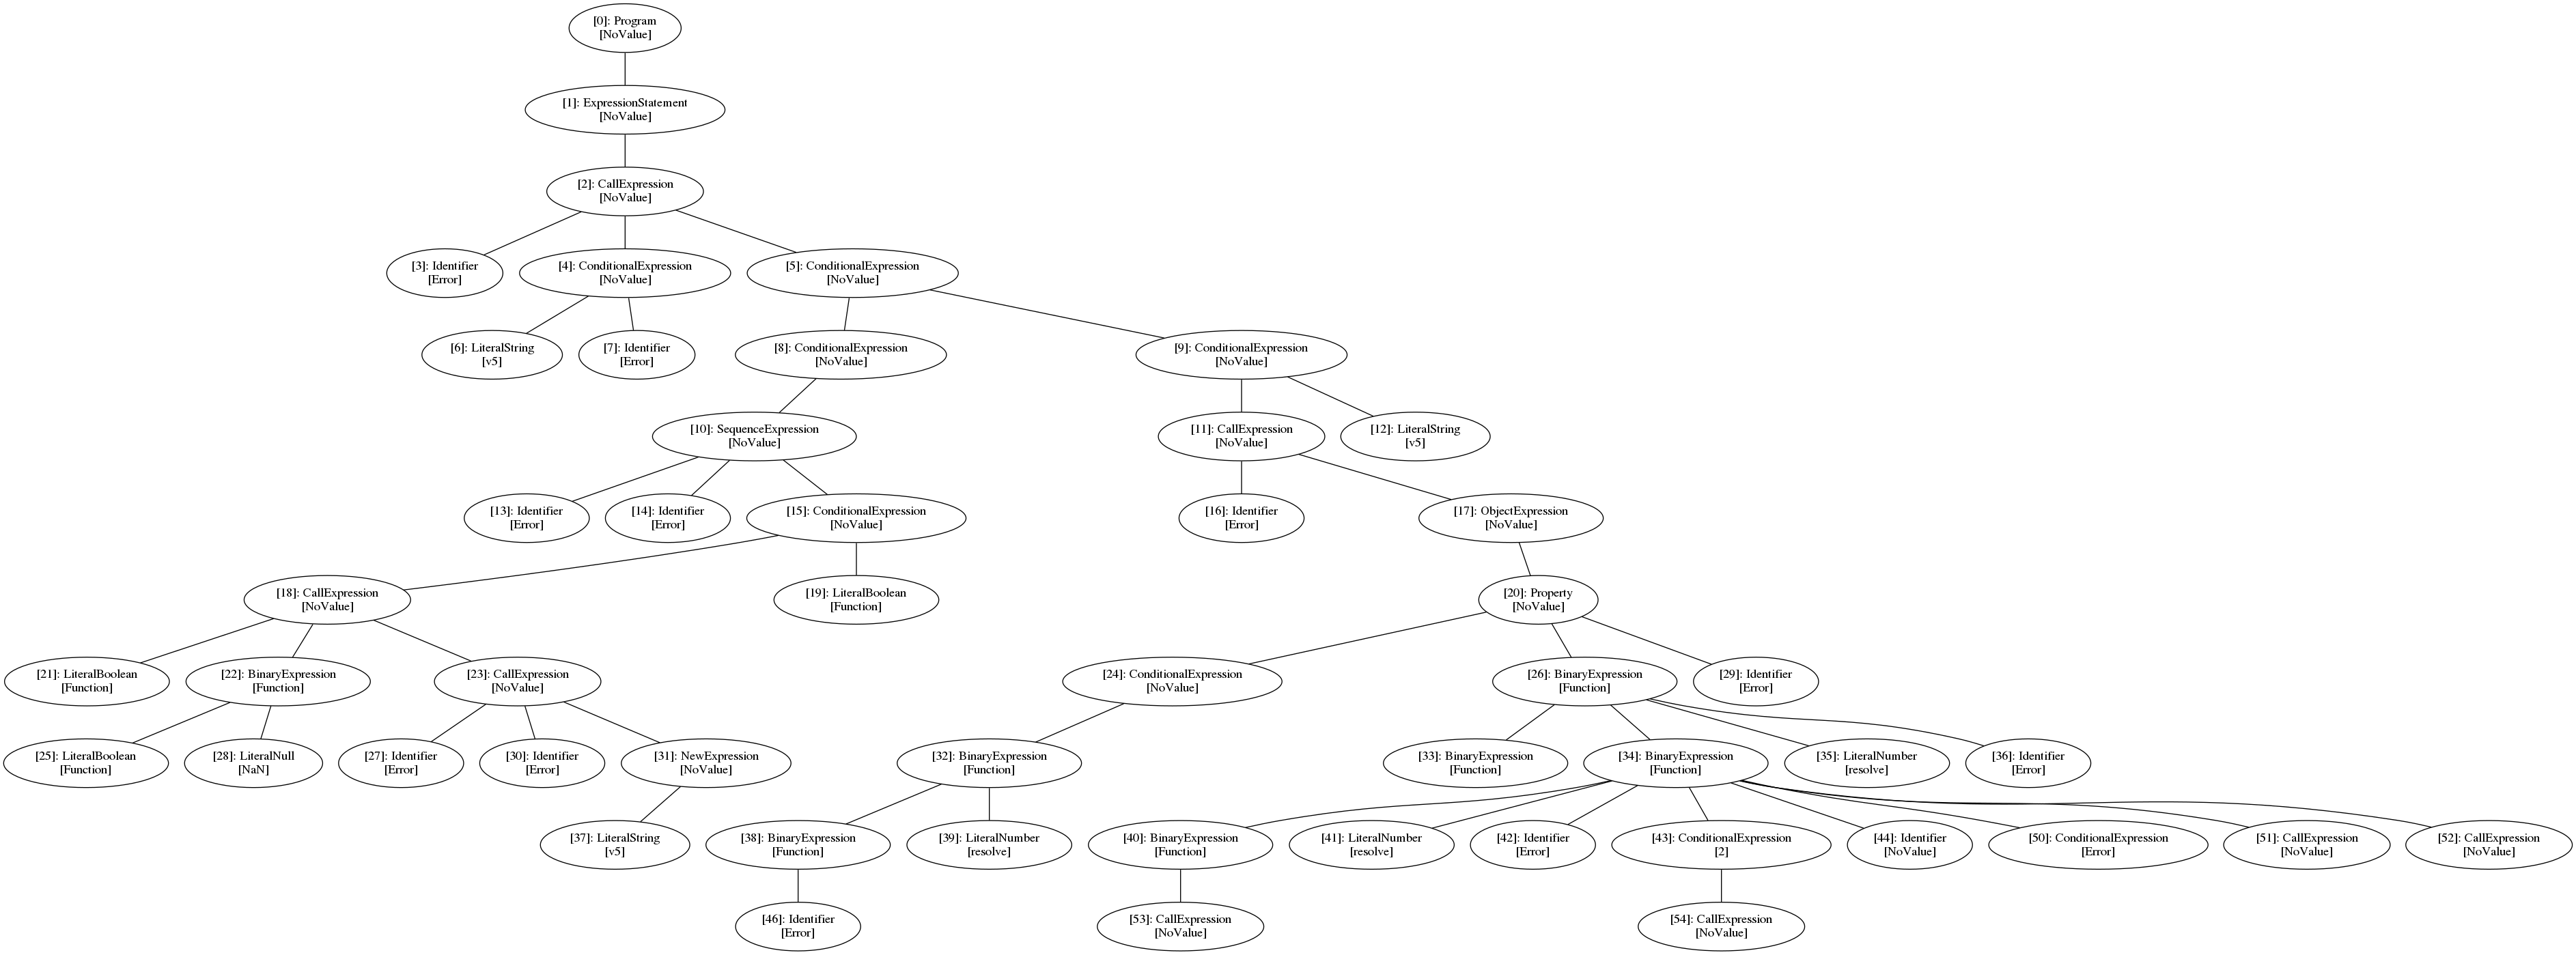 [0]: Program
[NoValue]
[1]: ExpressionStatement
[NoValue]
[2]: CallExpression
[NoValue]
[3]: Identifier
[Error]
[4]: ConditionalExpression
[NoValue]
[5]: ConditionalExpression
[NoValue]
[6]: LiteralString
[v5]
[7]: Identifier
[Error]
[8]: ConditionalExpression
[NoValue]
[9]: ConditionalExpression
[NoValue]
[10]: SequenceExpression
[NoValue]
[11]: CallExpression
[NoValue]
[12]: LiteralString
[v5]
[13]: Identifier
[Error]
[14]: Identifier
[Error]
[15]: ConditionalExpression
[NoValue]
[16]: Identifier
[Error]
[17]: ObjectExpression
[NoValue]
[18]: CallExpression
[NoValue]
[19]: LiteralBoolean
[Function]
[20]: Property
[NoValue]
[21]: LiteralBoolean
[Function]
[22]: BinaryExpression
[Function]
[23]: CallExpression
[NoValue]
[24]: ConditionalExpression
[NoValue]
[26]: BinaryExpression
[Function]
[29]: Identifier
[Error]
[25]: LiteralBoolean
[Function]
[28]: LiteralNull
[NaN]
[27]: Identifier
[Error]
[30]: Identifier
[Error]
[31]: NewExpression
[NoValue]
[32]: BinaryExpression
[Function]
[33]: BinaryExpression
[Function]
[34]: BinaryExpression
[Function]
[35]: LiteralNumber
[resolve]
[36]: Identifier
[Error]
[37]: LiteralString
[v5]
[38]: BinaryExpression
[Function]
[39]: LiteralNumber
[resolve]
[40]: BinaryExpression
[Function]
[41]: LiteralNumber
[resolve]
[42]: Identifier
[Error]
[43]: ConditionalExpression
[2]
[44]: Identifier
[NoValue]
[50]: ConditionalExpression
[Error]
[51]: CallExpression
[NoValue]
[52]: CallExpression
[NoValue]
[46]: Identifier
[Error]
[53]: CallExpression
[NoValue]
[54]: CallExpression
[NoValue]